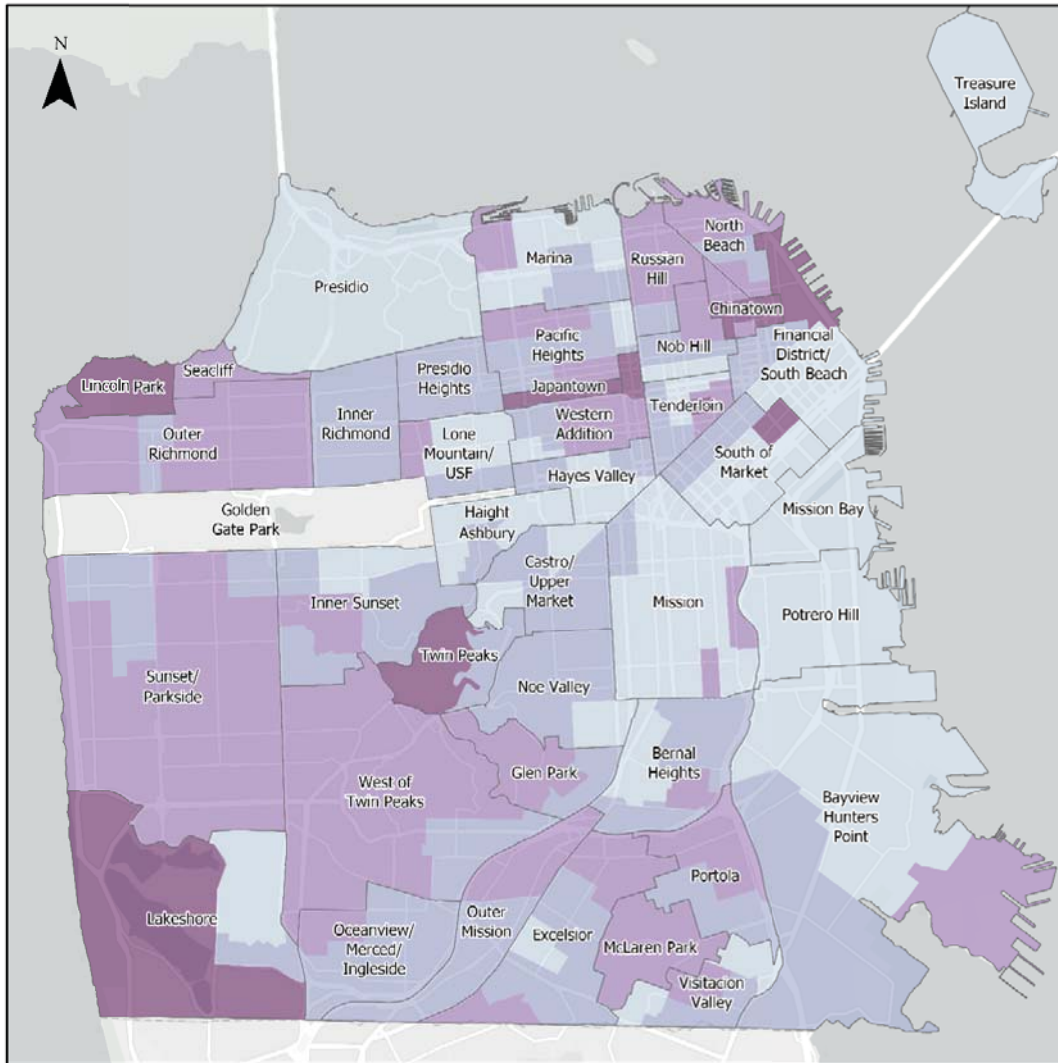 N
Treasure
Island
North
Beach
Marina
Russian
Hill
Presidio
Chinatown
Financial
District/
South Beach
Pacific
Heights
Nob Hill
Seacliff
Presidio
Heights
Lincoln Park
Japantown
Tenderloin
Western
Addition
Inner
Richmond
Outer
Richmond
Lone
Mountain/
USF
South of
Market
Hayes Valley
Golden
Gate Park
Haight
Ashbury
Mission Bay
Castro/
Upper
Market
Inner Sunset
Mission
Potrero Hill
Twin Peaks
Sunset/
Parkside
Noe Valley
Bernal
Heights
Glen Park
West of
Twin Peaks
Bayview
Hunters
Point
Portola
Lakeshore
Outer
Mission
Excelsior
Oceanview/
Merced/
Ingleside
McLaren Park
Visitacion
Valley